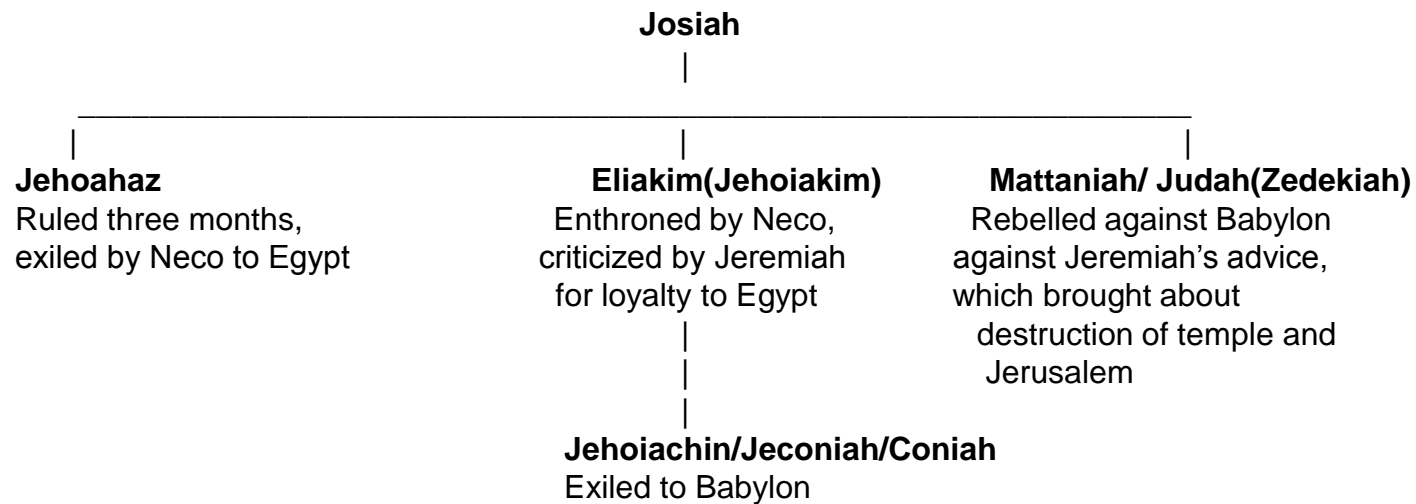 Josiah
Jehoahaz Eliakim(Jehoiakim) Mattaniah/ Judah(Zedekiah)
Ruled three months, Enthroned by Neco, Rebelled against Babylon
exiled by Neco to Egypt criticized by Jeremiah against Jeremiah’s advice,
for loyalty to Egypt which brought about
destruction of temple and
Jerusalem
Jehoiachin/Jeconiah/Coniah
Exiled to Babylon